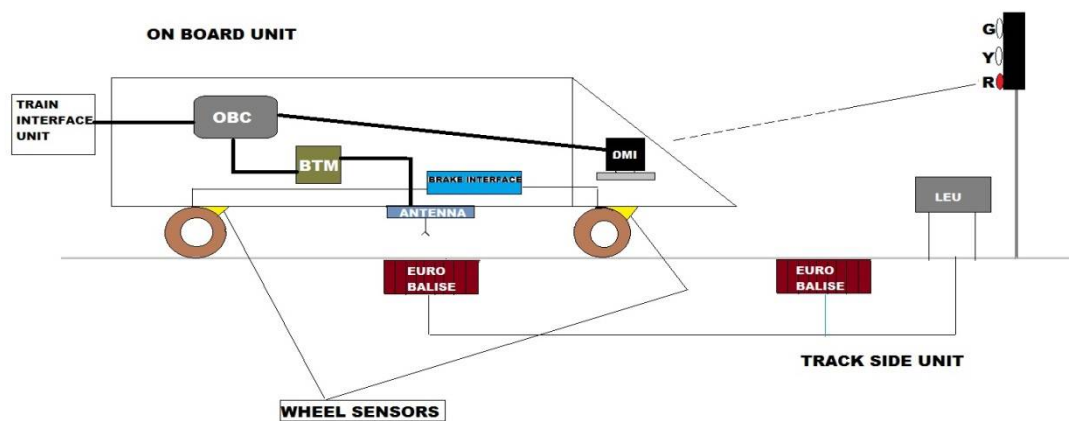 ON BOARD UNIT
G
Y
R
TRAIN
INTERFACE
UNIT
OBC
BTM
DMI
BRAKE INTERFACE
ANTENNA
LEU
EURO
BALISE
EURO
BALISE
TRACK SIDE UNIT
WHEEL SENSORS